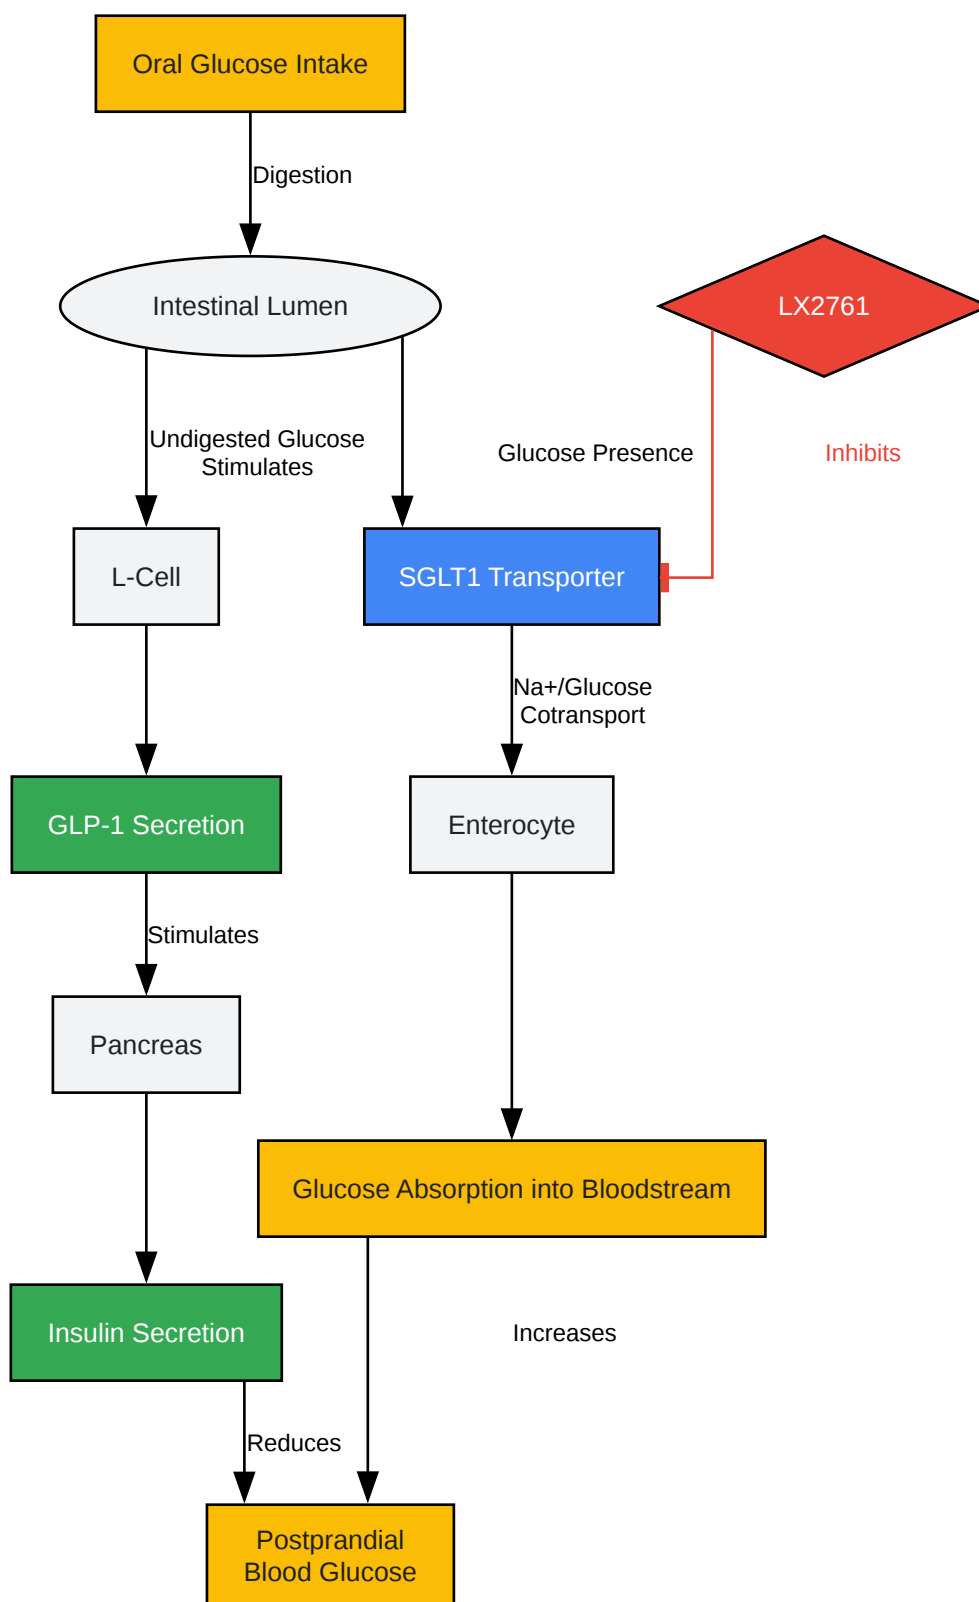 Oral Glucose Intake
Digestion
Intestinal Lumen
LX2761
Undigested Glucose
Stimulates
Glucose Presence
Inhibits
L-Cell
SGLT1 Transporter
Na+/Glucose
Cotransport
GLP-1 Secretion
Enterocyte
Stimulates
Pancreas
Glucose Absorption into Bloodstream
Insulin Secretion
Increases
Reduces
Postprandial
Blood Glucose